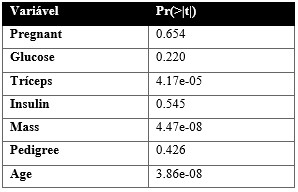 Variável Pr(>|t|)
Pregnant 0.654
Glucose 0.220
Tríceps 4.17e-05
Insulin 0.545
Mass 4.47e-08
Pedigree 0.426
Age 3.86e-08